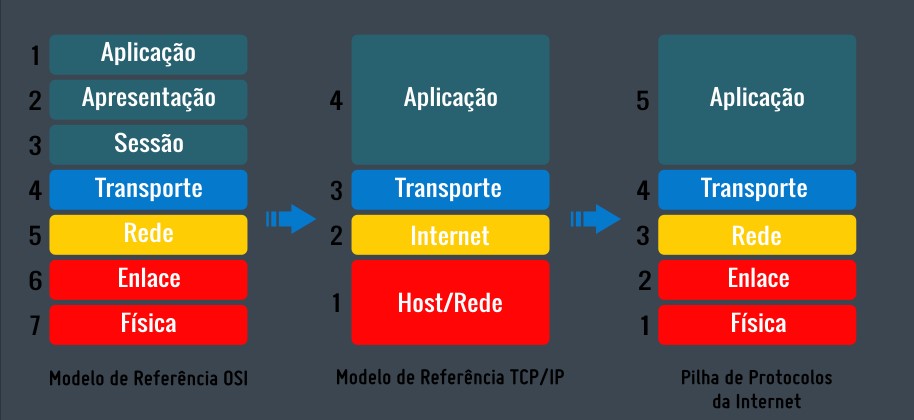 1 Aplicação
2 Apresentação
3 Sessão
4 Transporte
5 Rede
6 Enlace
7 Física
Modelo de Referência OSI
4 Aplicação
3 Transporte
2 Internet
1 Host/Rede
Modelo de Referência TCP/IP
5 Aplicação
4 Transporte
3 Rede
2 Enlace
1 Física
Pilha de Protocolos
da Internet